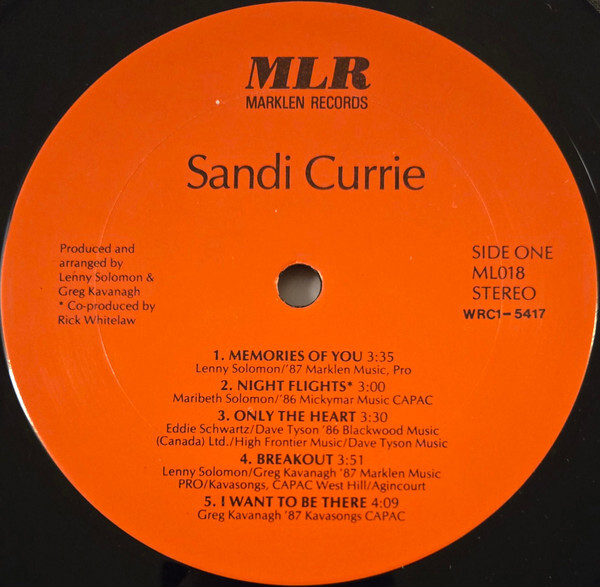 MLR
MARKLEN RECORDS
Sandi Currie
Produced and
arranged by
Lenny Solomon &
Greg Kavanagh
* Co-produced by
Rick Whitelaw
SIDE ONE
ML018
STEREO
WRC1-5417
1. MEMORIES OF YOU 3:35
Lenny Solomon/'87 Marklen Music, Pro
2. NIGHT FLIGHTS* 3:00
Maribeth Solomon/'86 Mickymar Music CAPAC
3. ONLY THE HEART 3:30
Eddie Schwartz/Dave Tyson '86 Blackwood Music
(Canada) Ltd./High Frontier Music/Dave Tyson Music
4. BREAKOUT 3:51
Lenny Solomon/Greg Kavanagh '87 Marklen Music
PRO/Kavasongs, CAPAC West Hill/Agincourt
5. I WANT TO BE THERE 4:09
Greg Kavanagh '87 Kavasongs CAPAC